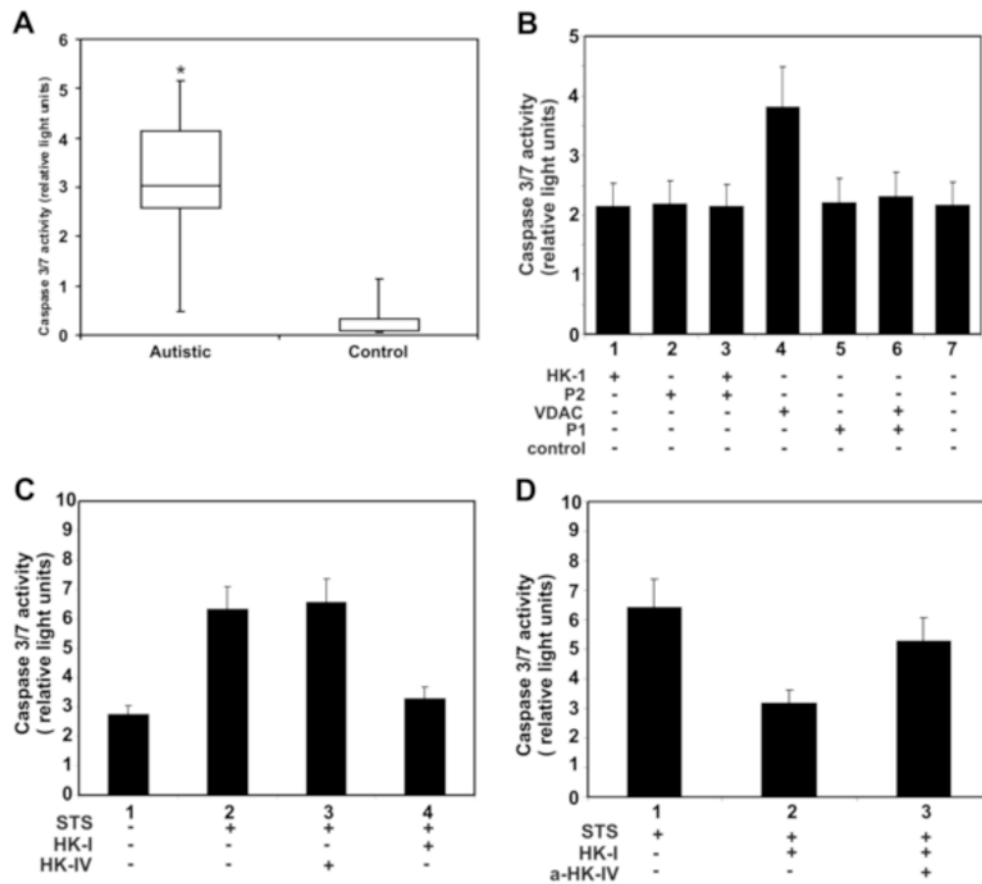 A
Caspase 3/7 activity (relative light units)
6
5
4
3
2
1
0
*
Autistic
Control
B
Caspase 3/7 activity
(relative light units)
5
4
3
2
1
0
1 2 3 4 5 6 7
HK-1 + - + - - - -
P2 - + + - - - -
VDAC - - - + - + -
P1 - - - - + + -
control - - - - - - -
C
Caspase 3/7 activity
( relative light units)
10
9
8
7
6
5
4
3
2
1
0
1 2 3 4
STS - + + +
HK-I - - - +
HK-IV - - + -
D
Caspase 3/7 activity
( relative light units)
10
9
8
7
6
5
4
3
2
1
0
1 2 3
STS + + +
HK-I - + +
a-HK-IV - - +